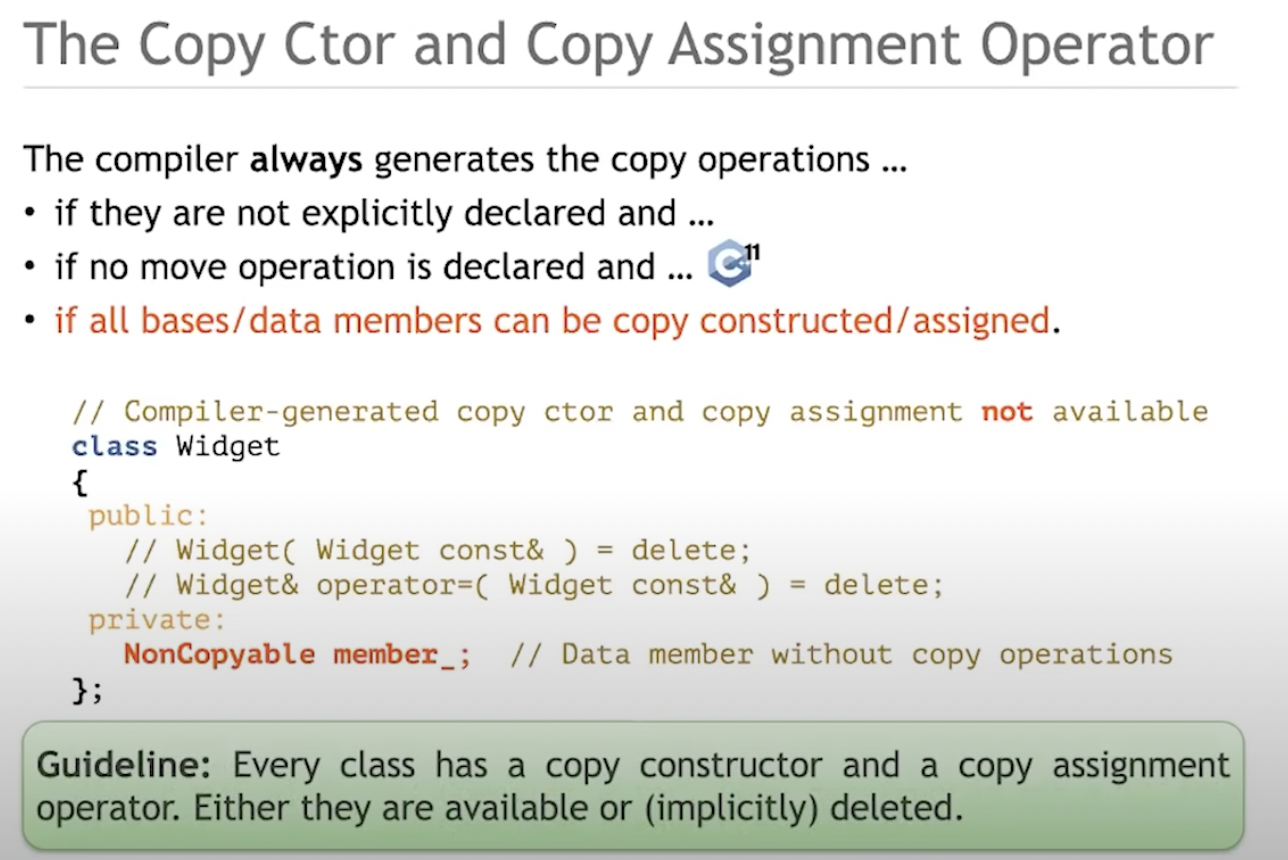 The Copy Ctor and Copy Assignment Operator
The compiler always generates the copy operations ...
• if they are not explicitly declared and ...
• if no move operation is declared and ... C++ 11
• if all bases/data members can be copy constructed/assigned.
// Compiler-generated copy ctor and copy assignment not available
class Widget
{
public:
// Widget( Widget const& ) = delete;
// Widget& operator=( Widget const& ) = delete;
private:
NonCopyable member_; // Data member without copy operations
};
Guideline: Every class has a copy constructor and a copy assignment
operator. Either they are available or (implicitly) deleted.